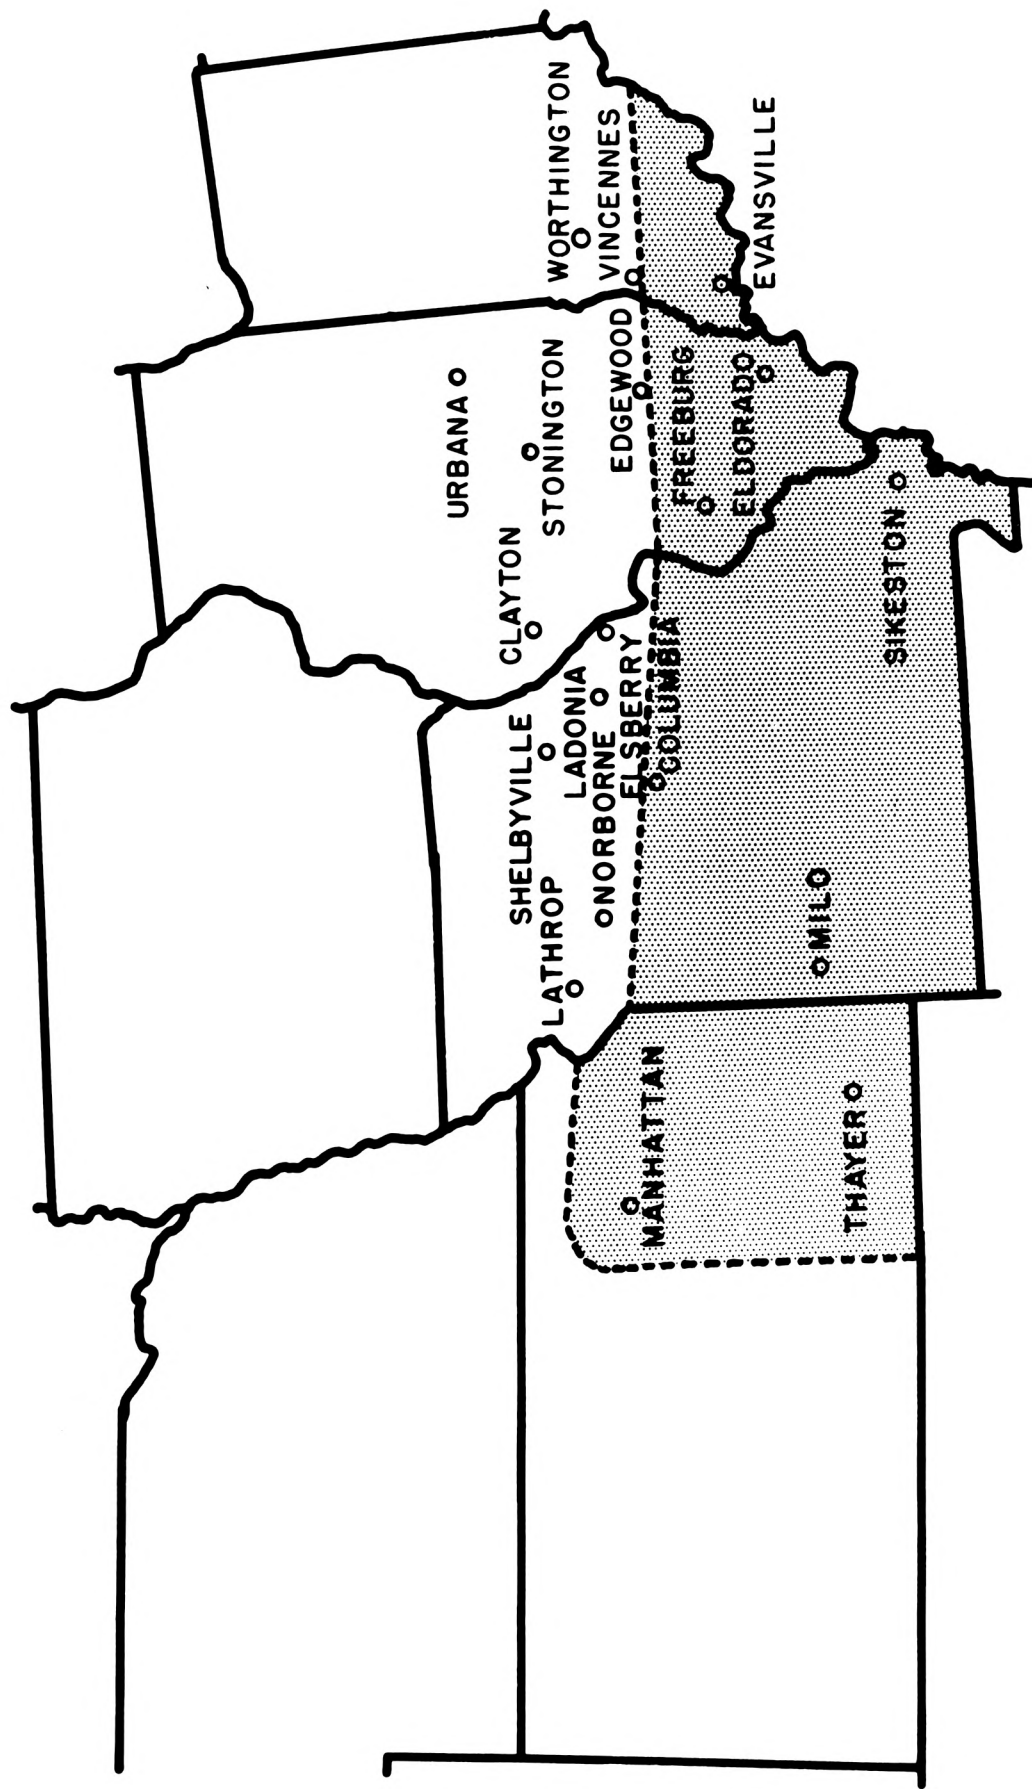 URBANA
STONINGTON
CLAYTON
WORTHINGTON
VINCENNES
EDGEWOOD
FREEBURG
ELDORADO
EVANSVILLE
SHELBYVILLE
LADONIA
LATHROP
NORBORNE
ELSBERRY
COLUMBIA
MANHATTAN
MILO
THAYER
SIKESTON